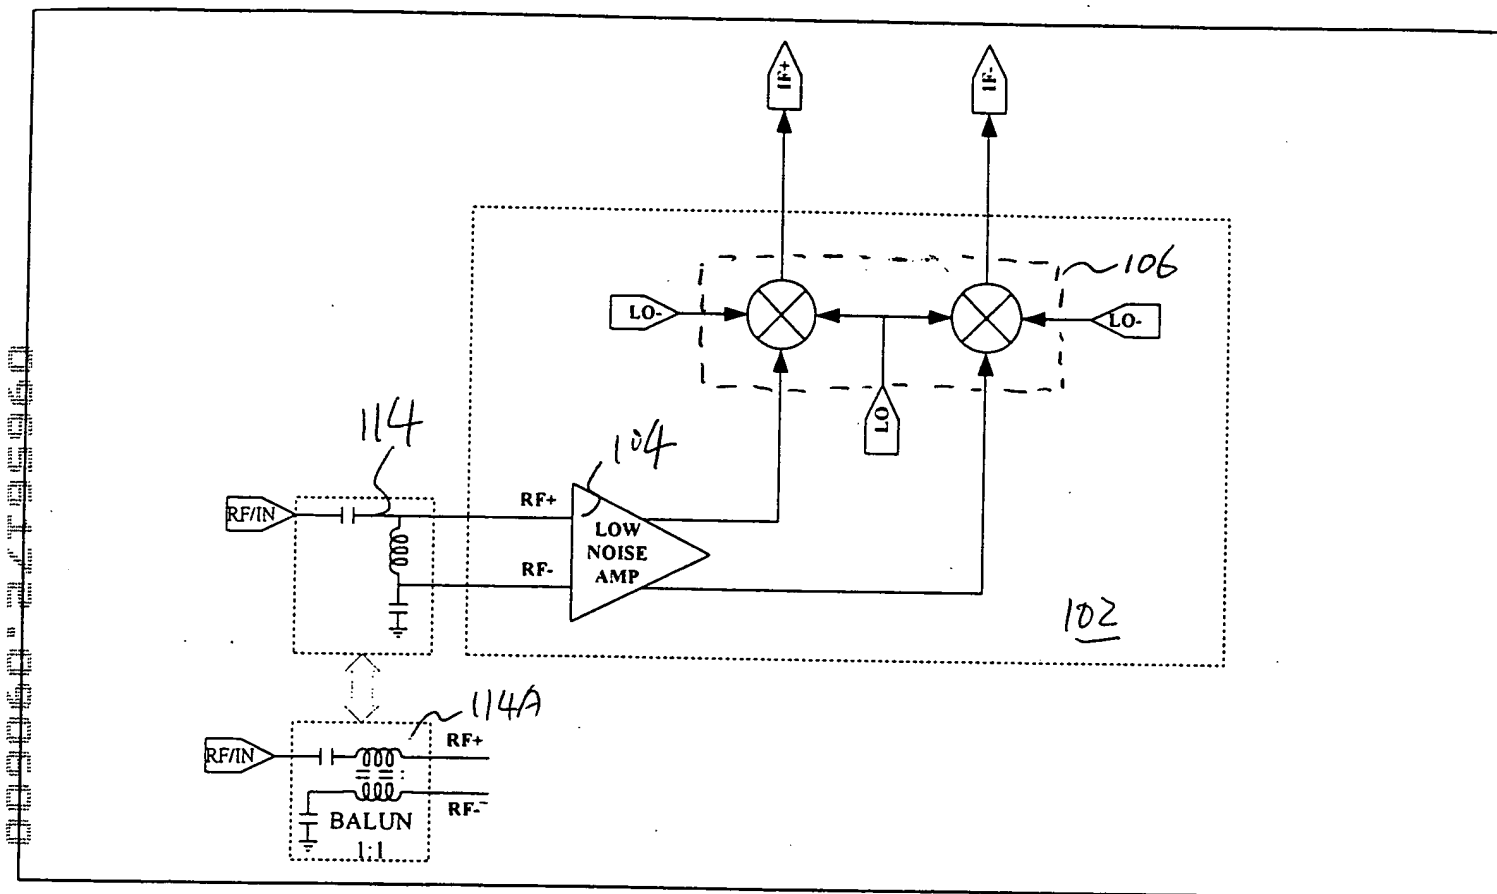 IF+
IF-
106
LO-
LO-
LO
114
104
RF/IN
RF+
LOW
NOISE
AMP
RF-
102
114A
RF/IN
RF+
RF-
BALUN
1:1